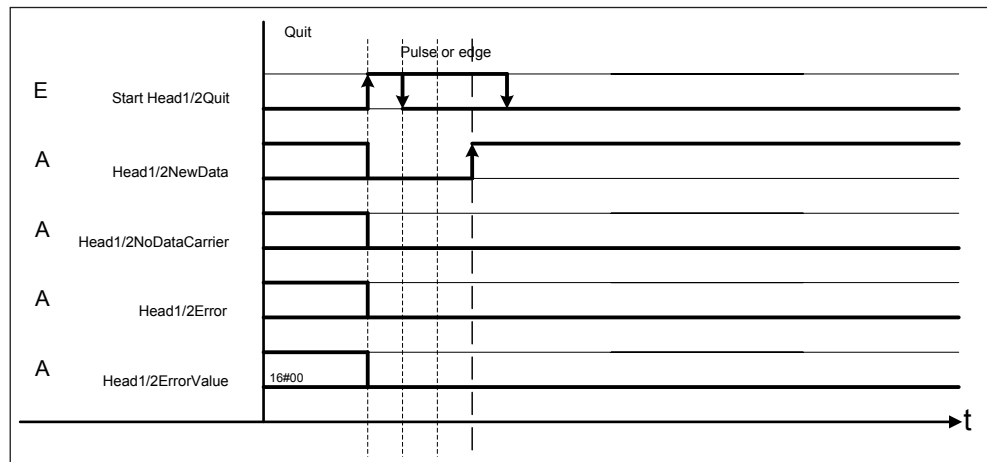 Quit
Pulse or edge
E
Start Head1/2Quit
A
Head1/2NewData
A
Head1/2NoDataCarrier
A
Head1/2Error
A
Head1/2ErrorValue
16#00
t